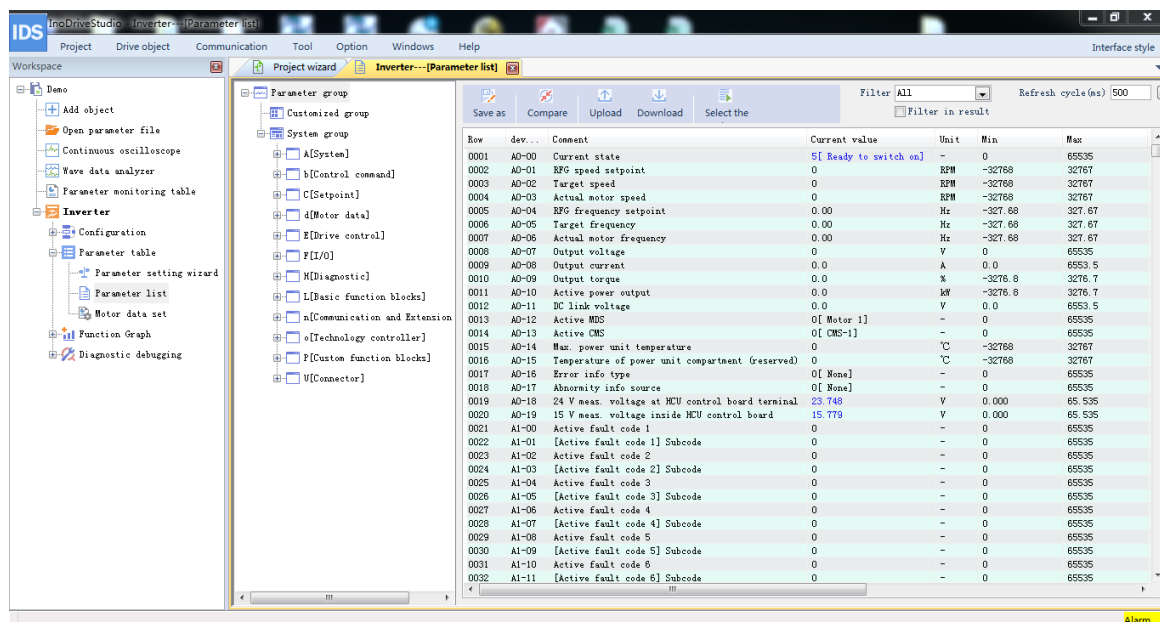 IDS InoDriveStudio - Inverter---[Parameter list]
Project Drive object Communication Tool Option Windows Help Interface style
Workspace Project wizard Inverter---[Parameter list]
Demo
Add object
Open parameter file
Continuous oscilloscope
Wave data analyzer
Parameter monitoring table
Inverter
Configuration
Parameter table
Parameter setting wizard
Parameter list
Motor data set
Function Graph
Diagnostic debugging
Parameter group
Customized group
System group
A[System]
b[Control command]
C[Setpoint]
d[Motor data]
E[Drive control]
F[I/O]
H[Diagnostic]
L[Basic function blocks]
n[Communication and Extension
o[Technology controller]
P[Custom function blocks]
U[Connector]
Save as Compare Upload Download Select the
Filter All Refresh cycle(ms) 500
Filter in result
Row dev... Comment Current value Unit Min Max
0001 A0-00 Current state 5[ Ready to switch on] - 0 65535
0002 A0-01 RFG speed setpoint 0 RPM -32768 32767
0003 A0-02 Target speed 0 RPM -32768 32767
0004 A0-03 Actual motor speed 0 RPM -32768 32767
0005 A0-04 RFG frequency setpoint 0.00 Hz -327.68 327.67
0006 A0-05 Target frequency 0.00 Hz -327.68 327.67
0007 A0-06 Actual motor frequency 0.00 Hz -327.68 327.67
0008 A0-07 Output voltage 0 V 0 65535
0009 A0-08 Output current 0.0 A 0.0 6553.5
0010 A0-09 Output torque 0.0 % -3276.8 3276.7
0011 A0-10 Active power output 0.0 kW -3276.8 3276.7
0012 A0-11 DC link voltage 0.0 V 0.0 6553.5
0013 A0-12 Active MDS 0[ Motor 1] - 0 65535
0014 A0-13 Active CMS 0[ CMS-1] - 0 65535
0015 A0-14 Max. power unit temperature 0 ℃ -32768 32767
0016 A0-15 Temperature of power unit compartment (reserved) 0 ℃ -32768 32767
0017 A0-16 Error info type 0[ None] - 0 65535
0018 A0-17 Abnormity info source 0[ None] - 0 65535
0019 A0-18 24 V meas. voltage at HCU control board terminal 23.748 V 0.000 65.535
0020 A0-19 15 V meas. voltage inside HCU control board 15.779 V 0.000 65.535
0021 A1-00 Active fault code 1 0 - 0 65535
0022 A1-01 [Active fault code 1] Subcode 0 - 0 65535
0023 A1-02 Active fault code 2 0 - 0 65535
0024 A1-03 [Active fault code 2] Subcode 0 - 0 65535
0025 A1-04 Active fault code 3 0 - 0 65535
0026 A1-05 [Active fault code 3] Subcode 0 - 0 65535
0027 A1-06 Active fault code 4 0 - 0 65535
0028 A1-07 [Active fault code 4] Subcode 0 - 0 65535
0029 A1-08 Active fault code 5 0 - 0 65535
0030 A1-09 [Active fault code 5] Subcode 0 - 0 65535
0031 A1-10 Active fault code 6 0 - 0 65535
0032 A1-11 [Active fault code 6] Subcode 0 - 0 65535
Alarm